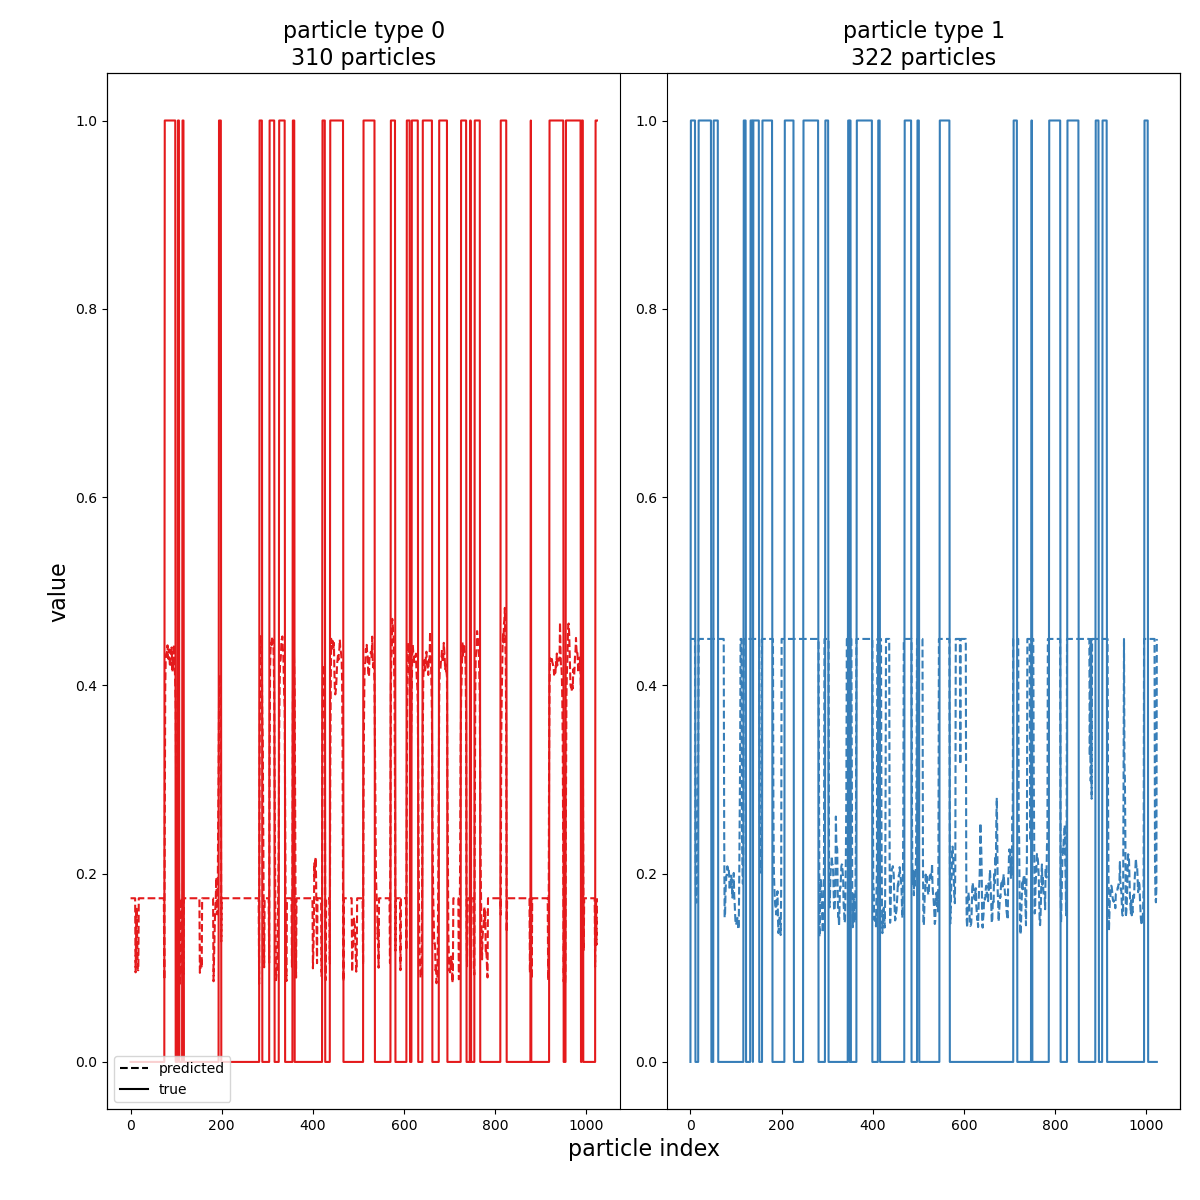 particle type 0
310 particles
particle type 1
322 particles
1.0
0.8
0.6
0.4
0.2
0.0
1.0
0.8
0.6
0.4
0.2
0.0
value
predicted
true
0 200 400 600 800 1000
0 200 400 600 800 1000
particle index